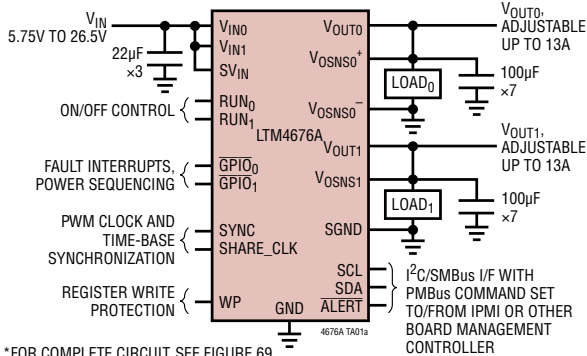 VIN
5.75V TO 26.5V
22µF
×3
ON/OFF CONTROL
FAULT INTERRUPTS,
POWER SEQUENCING
PWM CLOCK AND
TIME-BASE
SYNCHRONIZATION
REGISTER WRITE
PROTECTION
VIN0
VIN1
SVIN
RUN0
RUN1
GPIO0
GPIO1
SYNC
SHARE_CLK
WP
LTM4676A
GND
VOUT0
VOSNS0+
VOSNS0−
VOUT1
VOSNS1
SGND
SCL
SDA
ALERT
LOAD0
LOAD1
VOUT0,
ADJUSTABLE
UP TO 13A
100µF
×7
VOUT1,
ADJUSTABLE
UP TO 13A
100µF
×7
I2C/SMBus I/F WITH
PMBus COMMAND SET
TO/FROM IPMI OR OTHER
BOARD MANAGEMENT
CONTROLLER
4676A TA01a
*FOR COMPLETE CIRCUIT, SEE FIGURE 69